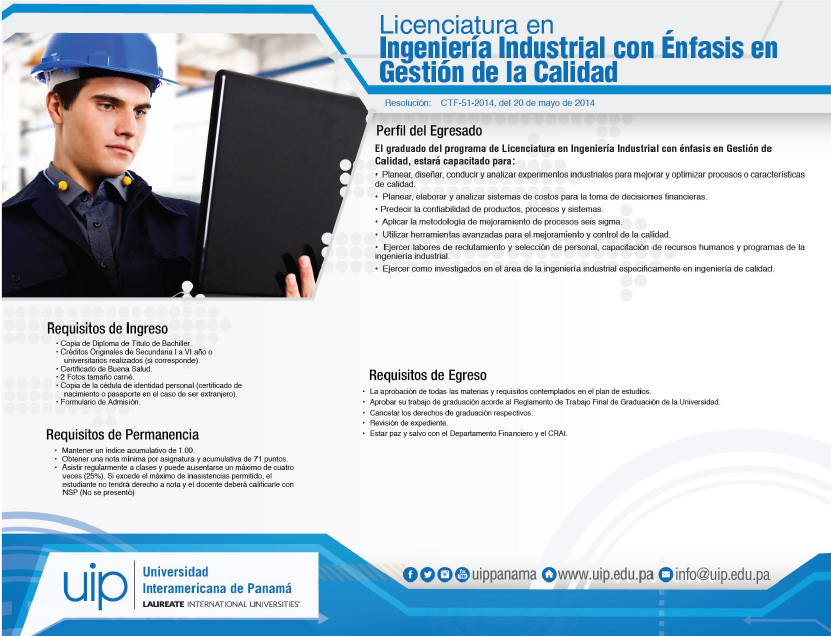 Licenciatura en
Ingeniería Industrial con Énfasis en
Gestión de la Calidad
Resolución: CTF-51-2014, del 20 de mayo de 2014
Perfil del Egresado
El graduado del programa de Licenciatura en Ingeniería Industrial con énfasis en Gestión de
Calidad, estará capacitado para:
• Planear, diseñar, conducir y analizar experimentos industriales para mejorar y optimizar procesos o características
de calidad.
• Planear, elaborar y analizar sistemas de costos para la toma de decisiones financieras.
• Predecir la confiabilidad de productos, procesos y sistemas.
• Aplicar la metodología de mejoramiento de procesos seis sigma.
• Utilizar herramientas avanzadas para el mejoramiento y control de la calidad.
• Ejercer labores de reclutamiento y selección de personal, capacitación de recursos humanos y programas de la
ingeniería industrial.
• Ejercer como investigados en el área de la ingeniería industrial específicamente en ingeniería de calidad.
Requisitos de Ingreso
• Copia de Diploma de Título de Bachiller.
• Créditos Originales de Secundaria I a VI año o
universitarios realizados (si corresponde).
• Certificado de Buena Salud.
• 2 Fotos tamaño carné.
• Copia de la cédula de identidad personal (certificado de
nacimiento o pasaporte en el caso de ser extranjero).
• Formulario de Admisión.
Requisitos de Permanencia
• Mantener un índice acumulativo de 1.00.
• Obtener una nota mínima por asignatura y acumulativa de 71 puntos.
• Asistir regularmente a clases y puede ausentarse un máximo de cuatro
veces (25%). Si excede el máximo de inasistencias permitido, el
estudiante no tendrá derecho a nota y el docente deberá calificarle con
NSP (No se presentó)
Requisitos de Egreso
• La aprobación de todas las materias y requisitos contemplados en el plan de estudios.
• Aprobar su trabajo de graduación acorde al Reglamento de Trabajo Final de Graduación de la Universidad.
• Cancelar los derechos de graduación respectivos.
• Revisión de expediente.
• Estar paz y salvo con el Departamento Financiero y el CRAI.
uip
Universidad
Interamericana de Panamá
LAUREATE INTERNATIONAL UNIVERSITIES®
uippanama www.uip.edu.pa info@uip.edu.pa